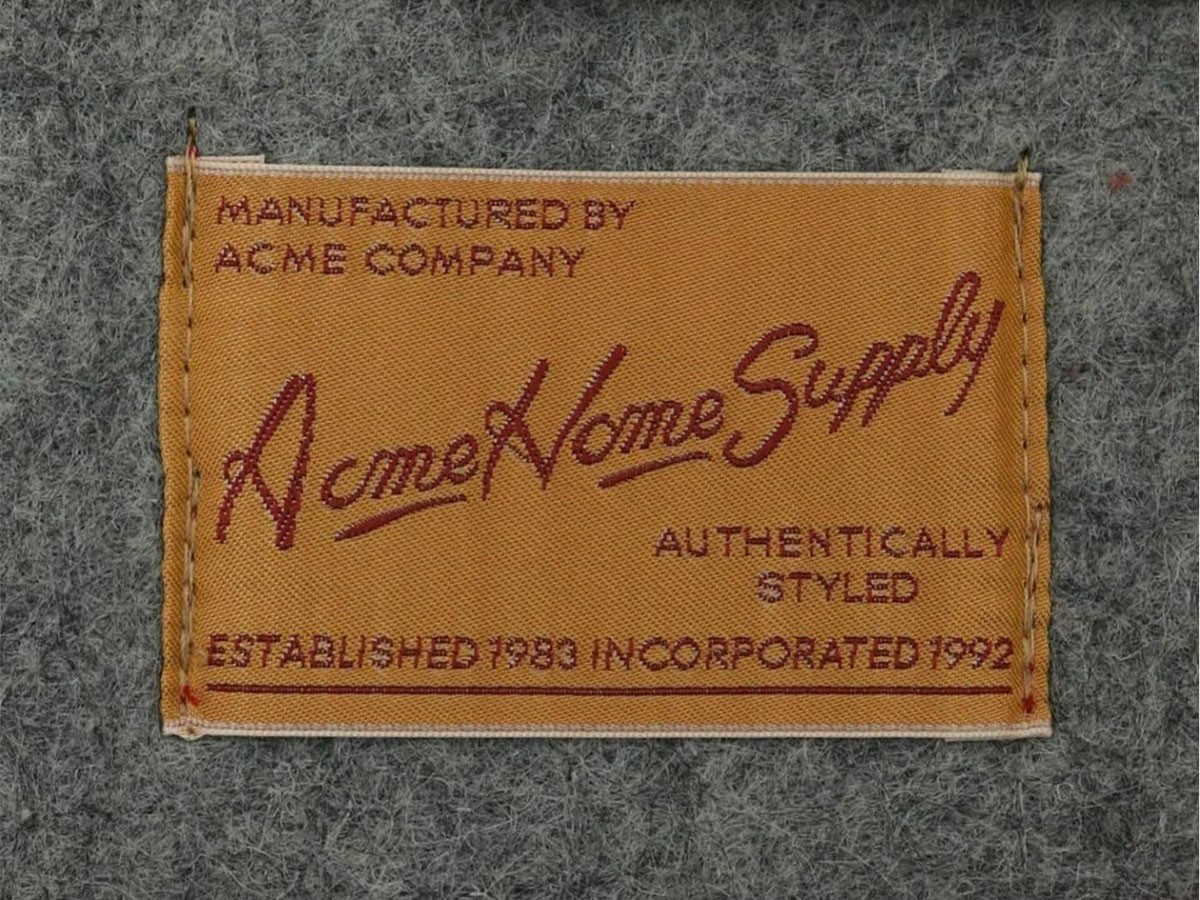 MANUFACTURED BY
ACME COMPANY
Acme Home Supply
AUTHENTICALLY
STYLED
ESTABLISHED 1983 INCORPORATED 1992